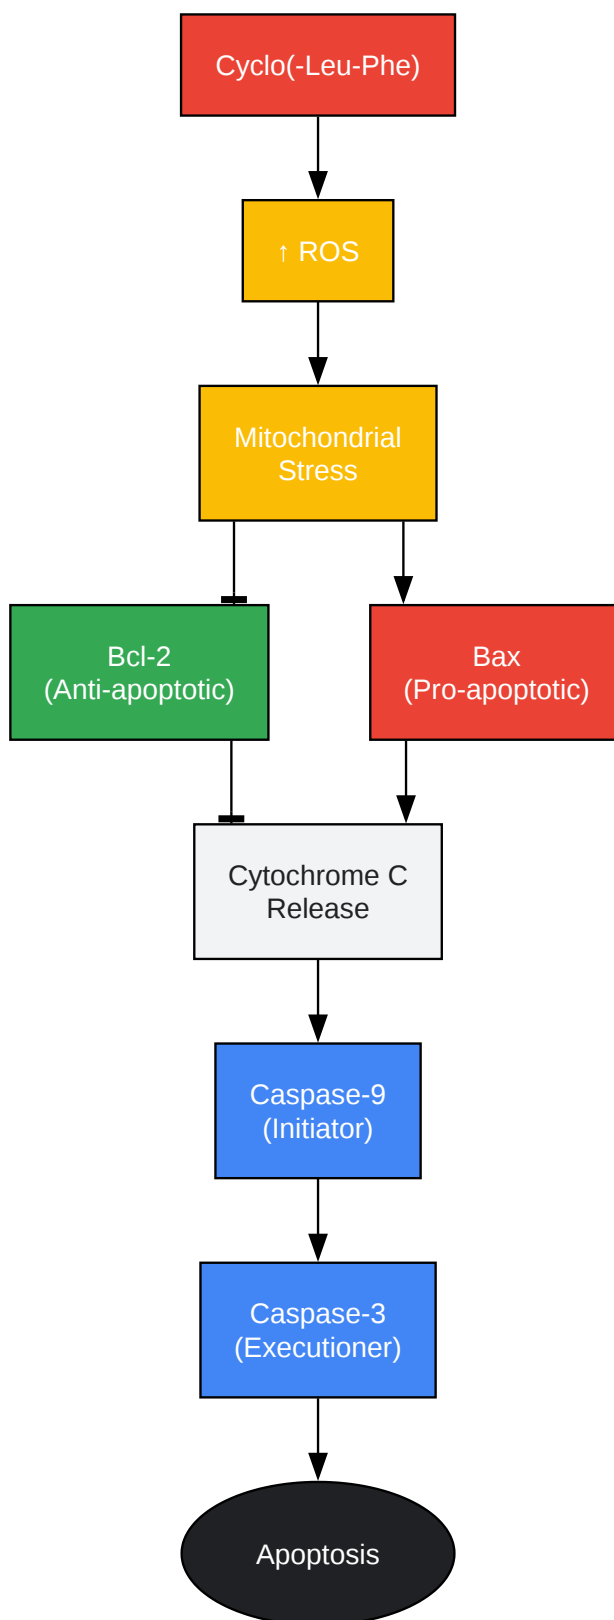 Cyclo(-Leu-Phe)
↑ ROS
Mitochondrial
Stress
Bcl-2
(Anti-apoptotic)
Bax
(Pro-apoptotic)
Cytochrome C
Release
Caspase-9
(Initiator)
Caspase-3
(Executioner)
Apoptosis